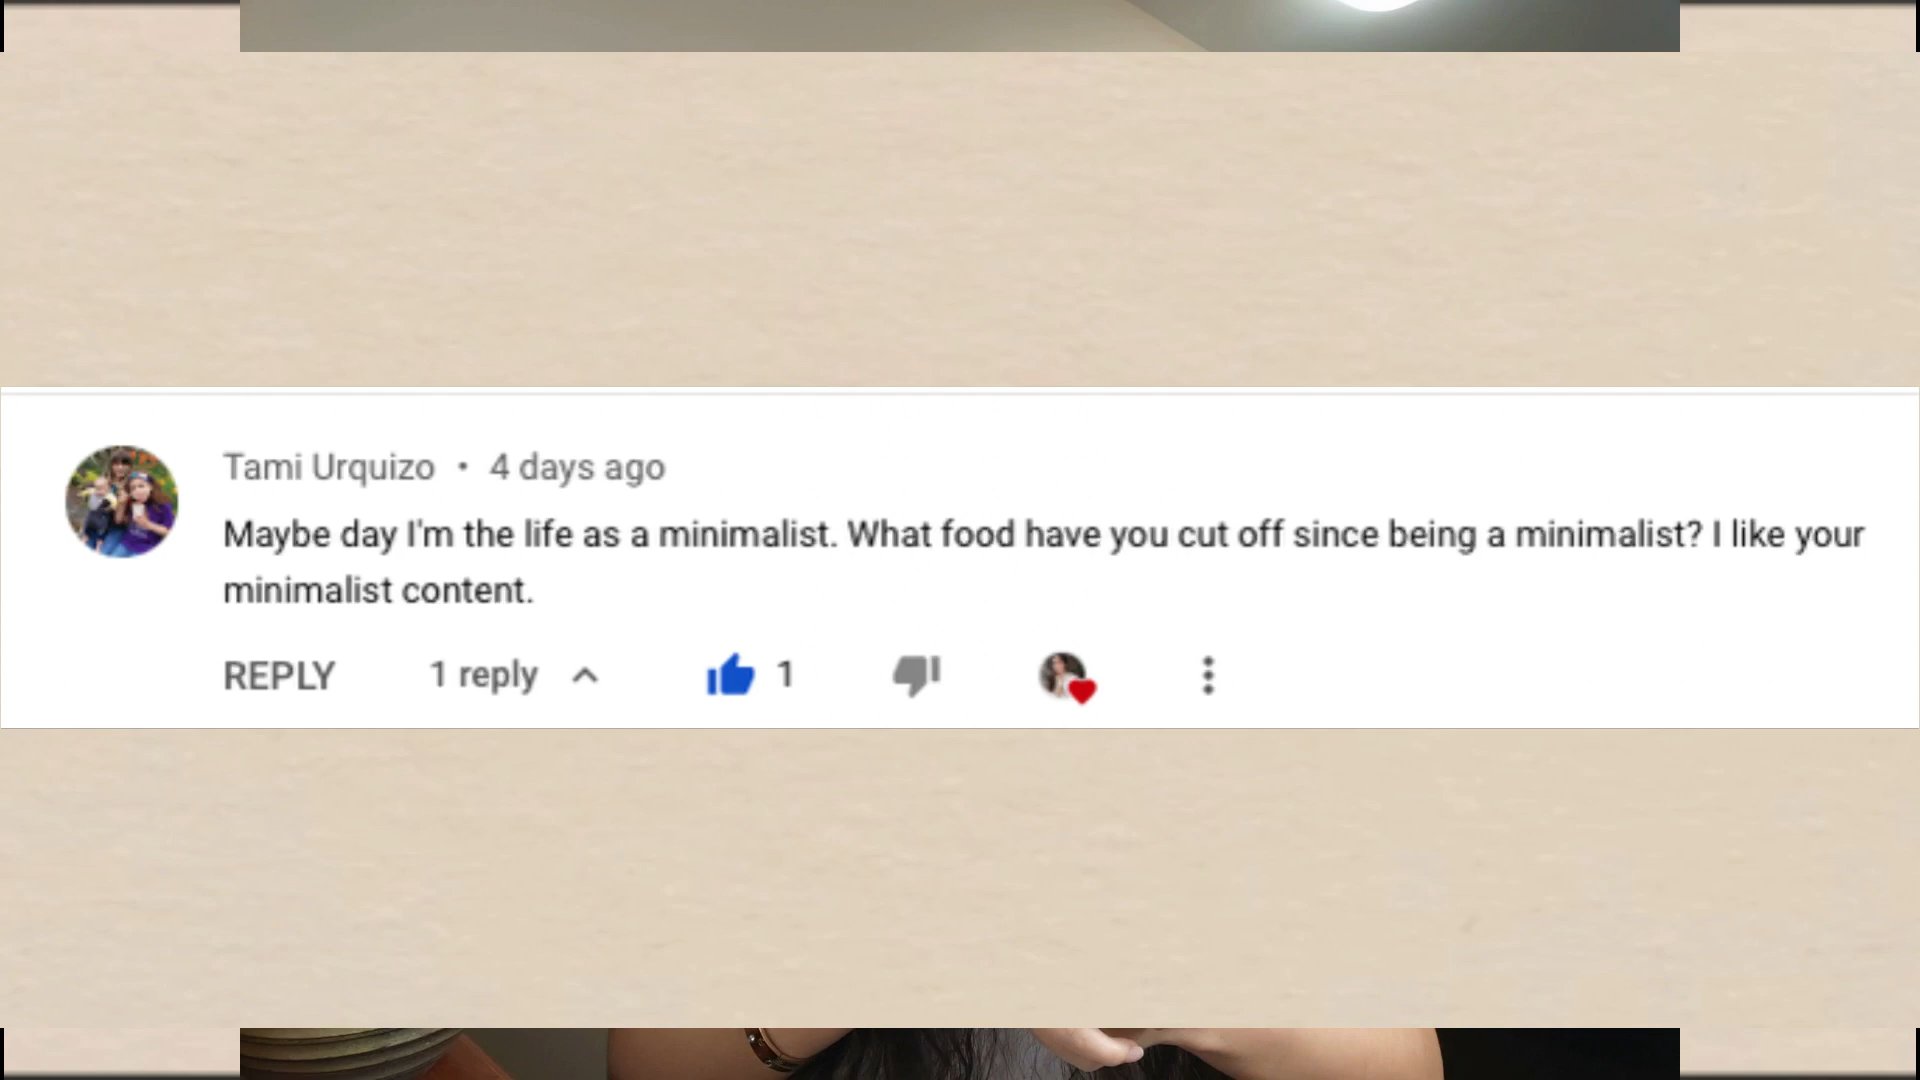 Tami Urquizo • 4 days ago
Maybe day I'm the life as a minimalist. What food have you cut off since being a minimalist? I like your
minimalist content.
REPLY 1 reply 1